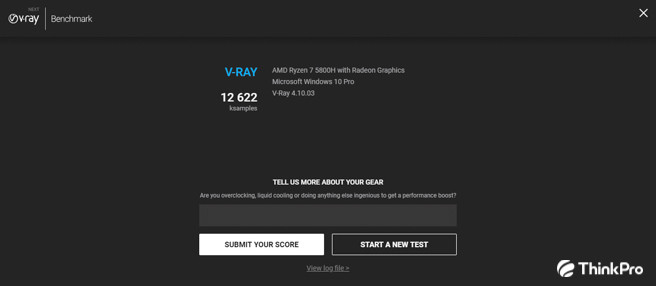 NEXT
v-ray Benchmark
V-RAY
12 622
ksamples
AMD Ryzen 7 5800H with Radeon Graphics
Microsoft Windows 10 Pro
V-Ray 4.10.03
TELL US MORE ABOUT YOUR GEAR
Are you overclocking, liquid cooling or doing anything else ingenious to get a performance boost?
SUBMIT YOUR SCORE
START A NEW TEST
View log file >
ThinkPro